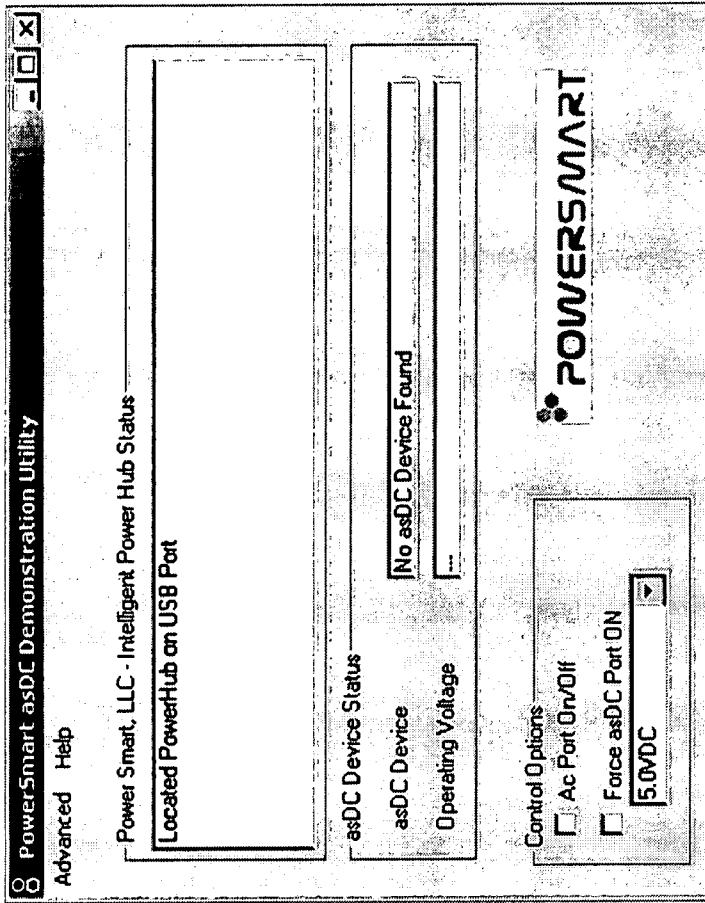 PowerSmart asDC Demonstration Utility
Advanced Help
Power Smart, LLC - Intelligent Power Hub Status
Located PowerHub on USB Port
asDC Device Status
asDC Device No asDC Device Found
Operating Voltage ---
Control Options
Ac Port On/Off
Force asDC Port ON
5.0VDC
POWERSMART